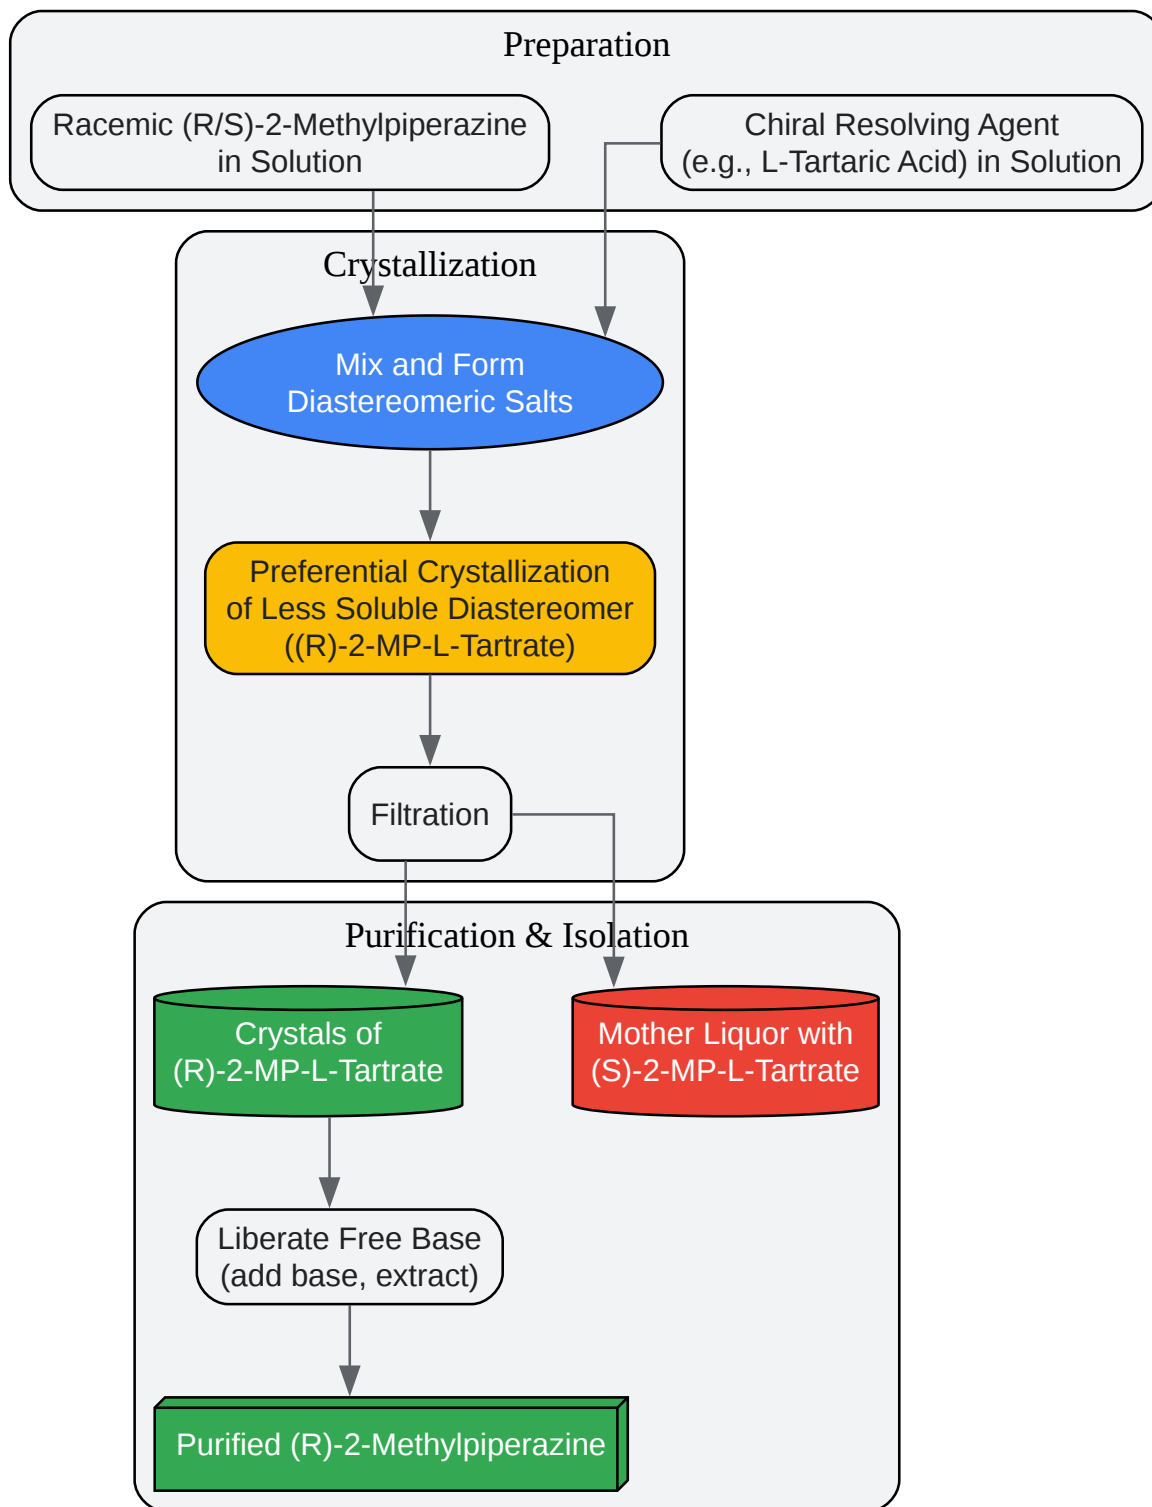 Preparation
Racemic (R/S)-2-Methylpiperazine
in Solution
Chiral Resolving Agent
(e.g., L-Tartaric Acid) in Solution
Crystallization
Mix and Form
Diastereomeric Salts
Preferential Crystallization
of Less Soluble Diastereomer
((R)-2-MP-L-Tartrate)
Filtration
Purification & Isolation
Crystals of
(R)-2-MP-L-Tartrate
Mother Liquor with
(S)-2-MP-L-Tartrate
Liberate Free Base
(add base, extract)
Purified (R)-2-Methylpiperazine